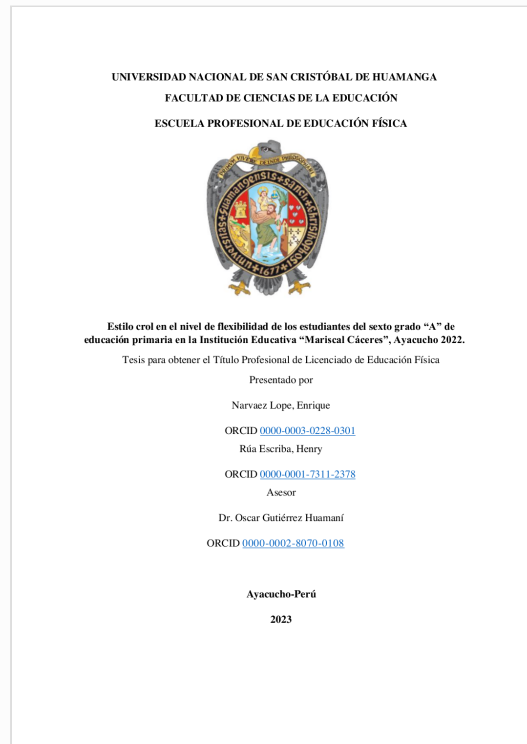 UNIVERSIDAD NACIONAL DE SAN CRISTÓBAL DE HUAMANGA
FACULTAD DE CIENCIAS DE LA EDUCACIÓN
ESCUELA PROFESIONAL DE EDUCACIÓN FÍSICA
1677
Estilo crol en el nivel de flexibilidad de los estudiantes del sexto grado “A” de
educación primaria en la Institución Educativa “Mariscal Cáceres”, Ayacucho 2022.
Tesis para obtener el Título Profesional de Licenciado de Educación Física
Presentado por
Narvaez Lope, Enrique
ORCID 0000-0003-0228-0301
Rúa Escriba, Henry
ORCID 0000-0001-7311-2378
Asesor
Dr. Oscar Gutiérrez Huamaní
ORCID 0000-0002-8070-0108
Ayacucho-Perú
2023